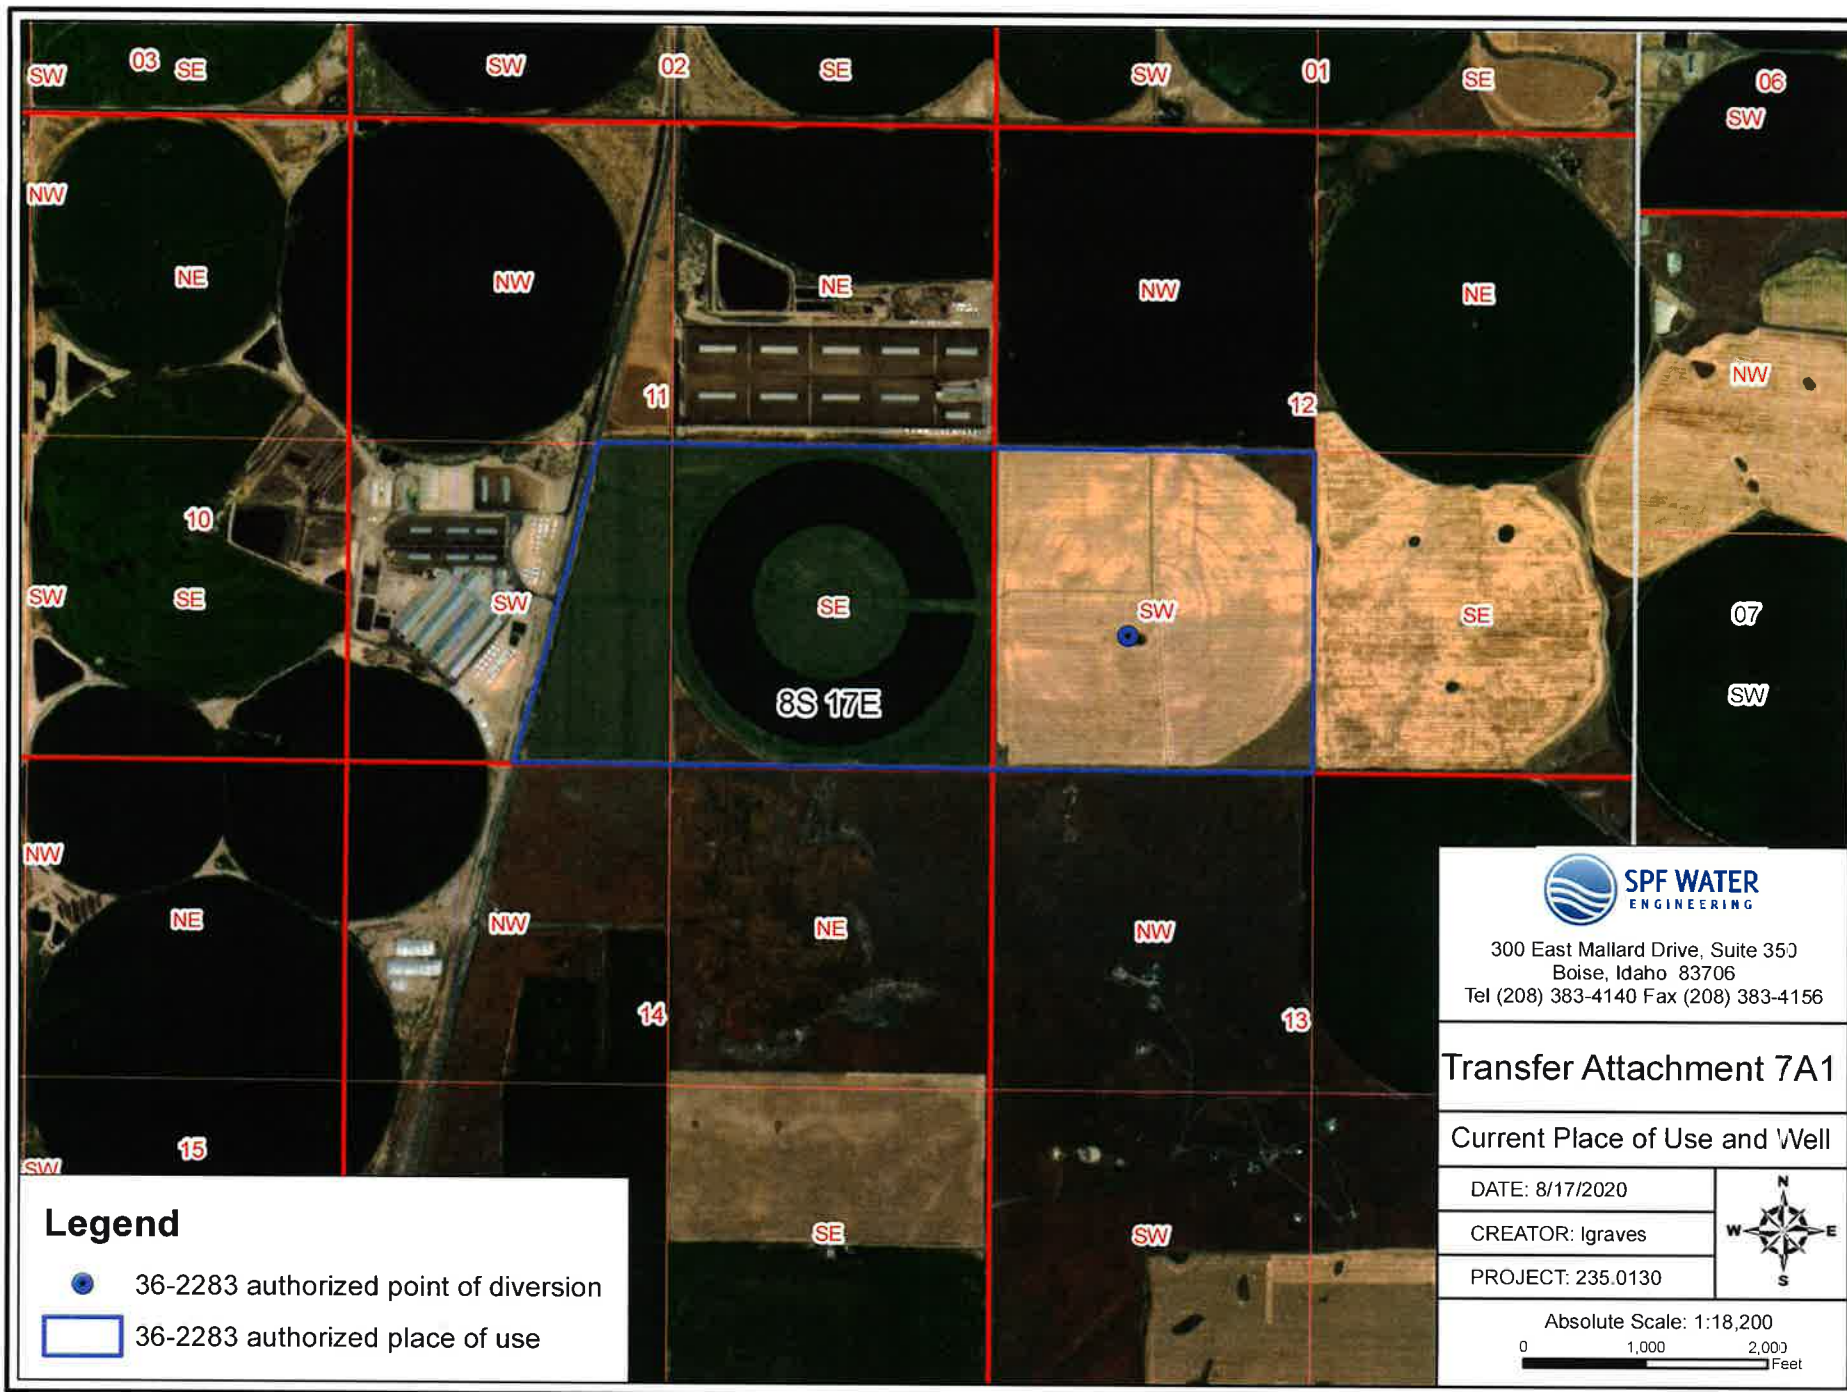 SW 03 SE SW 02 SE SW 01 SE 06
SW
NW
NE NW NE NW NE
NW
11 12
10
SW SE SW SE SW SE 07
8S 17E SW
NW
NE NW NE NW
14 13
15
SW
SE SW
SPF WATER
ENGINEERING
300 East Mallard Drive, Suite 350
Boise, Idaho 83706
Tel (208) 383-4140 Fax (208) 383-4156
Transfer Attachment 7A1
Current Place of Use and Well
DATE: 8/17/2020
CREATOR: lgraves
PROJECT: 235.0130
N
W E
S
Absolute Scale: 1:18,200
0 1,000 2,000
Feet
Legend
36-2283 authorized point of diversion
36-2283 authorized place of use